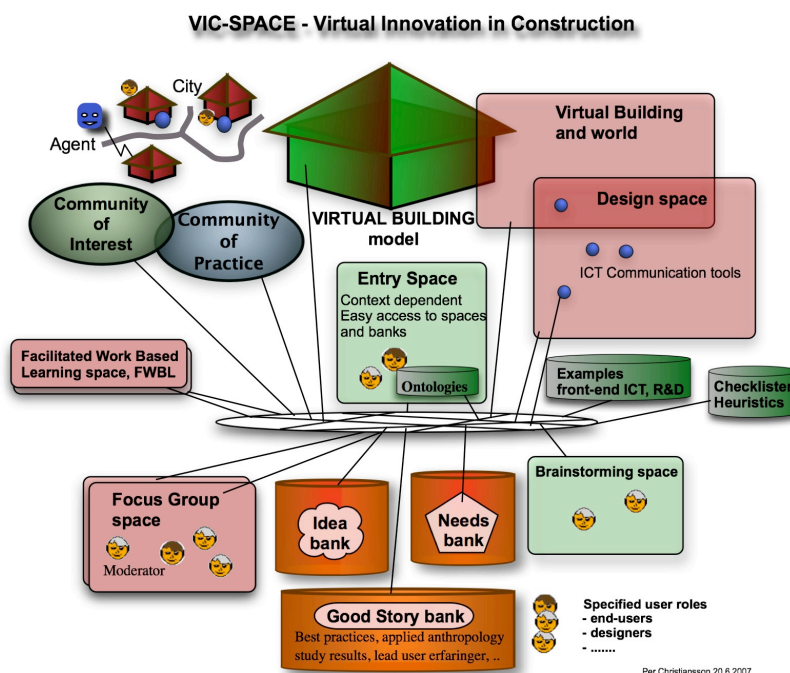 VIC-SPACE - Virtual Innovation in Construction
City
Agent
Virtual Building
and world
Community
of
Interest
Community
of
Practice
VIRTUAL BUILDING
model
Design space
ICT Communication tools
Entry Space
Context dependent
Easy access to spaces
and banks
Ontologies
Facilitated Work Based
Learning space, FWBL
Examples
front-end ICT, R&D
Checklister
Heuristics
Focus Group
space
Moderator
Idea
bank
Needs
bank
Brainstorming space
Good Story bank
Best practices, applied anthropology
study results, lead user erfaringer, ..
Specified user roles
- end-users
- designers
- .......
Per Christiansson 20.6.2007